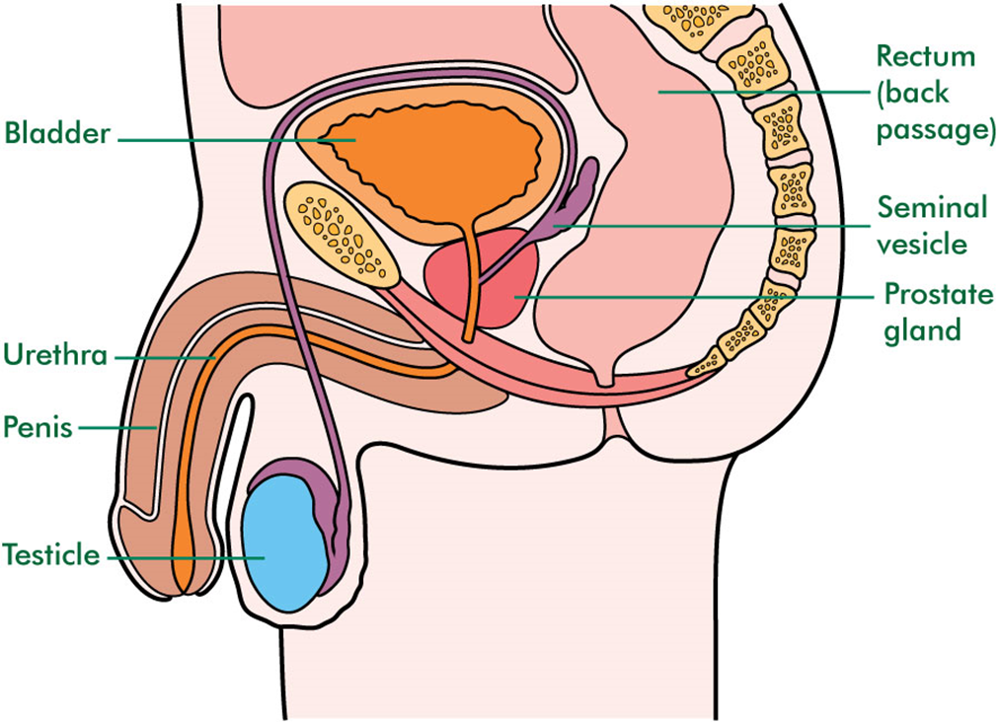 Bladder
Urethra
Penis
Testicle
Rectum
(back
passage)
Seminal
vesicle
Prostate
gland